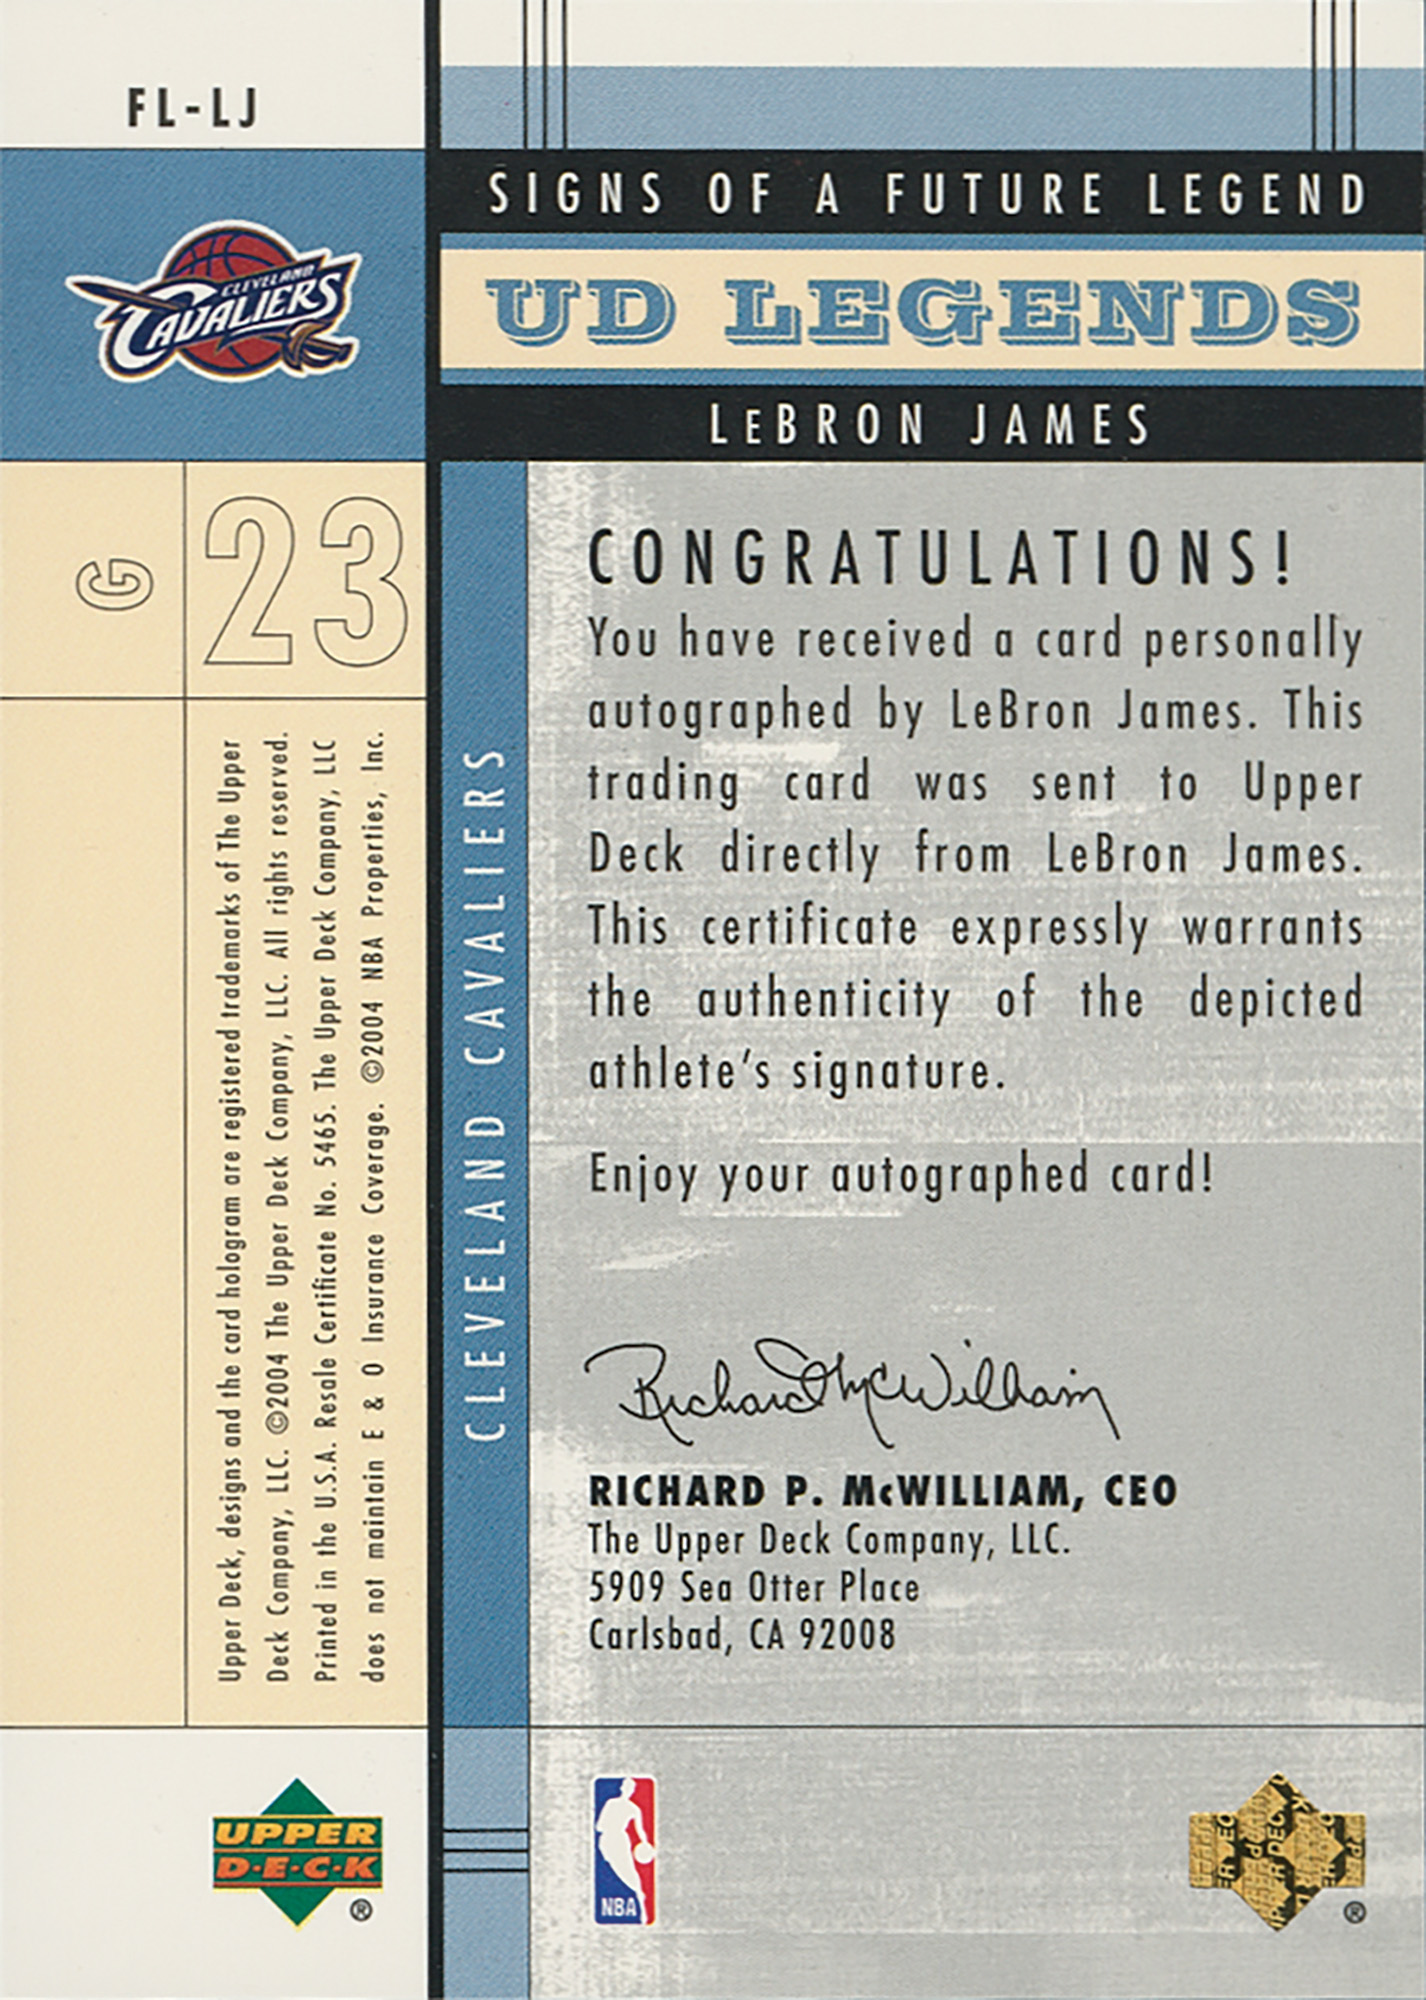 FL-LJ
CLEVELAND
CAVALIERS
G
23
Upper Deck, designs and the card hologram are registered trademarks of The Upper
Deck Company, LLC. ©2004 The Upper Deck Company, LLC. All rights reserved.
Printed in the U.S.A. Resale Certificate No. 5465. The Upper Deck Company, LLC
does not maintain E & O Insurance Coverage. ©2004 NBA Properties, Inc.
UPPER
D·E·C·K
®
SIGNS OF A FUTURE LEGEND
UD LEGENDS
LeBRON JAMES
CLEVELAND CAVALIERS
CONGRATULATIONS!
You have received a card personally
autographed by LeBron James. This
trading card was sent to Upper
Deck directly from LeBron James.
This certificate expressly warrants
the authenticity of the depicted
athlete's signature.
Enjoy your autographed card!
Richard McWilliam
RICHARD P. McWILLIAM, CEO
The Upper Deck Company, LLC.
5909 Sea Otter Place
Carlsbad, CA 92008
NBA
®